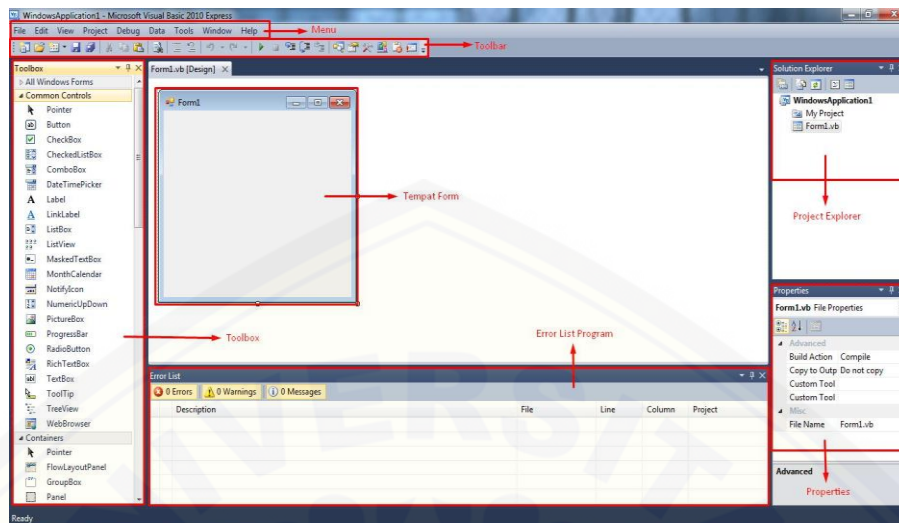 WindowsApplication1 - Microsoft Visual Basic 2010 Express
File Edit View Project Debug Data Tools Window Help
Menu
Toolbar
Toolbox
All Windows Forms
Common Controls
Pointer
Button
CheckBox
CheckedListBox
ComboBox
DateTimePicker
Label
LinkLabel
ListBox
ListView
MaskedTextBox
MonthCalendar
NotifyIcon
NumericUpDown
PictureBox
ProgressBar
RadioButton
RichTextBox
TextBox
ToolTip
TreeView
WebBrowser
Containers
Pointer
FlowLayoutPanel
GroupBox
Panel
Form1.vb [Design]
Form1
Tempat Form
Toolbox
Error List Program
Error List
0 Errors 0 Warnings 0 Messages
Description File Line Column Project
Solution Explorer
WindowsApplication1
My Project
Form1.vb
Project Explorer
Properties
Form1.vb File Properties
Advanced
Build Action Compile
Copy to Outp Do not copy
Custom Tool
Custom Tool
Misc
File Name Form1.vb
Advanced
Properties
Ready